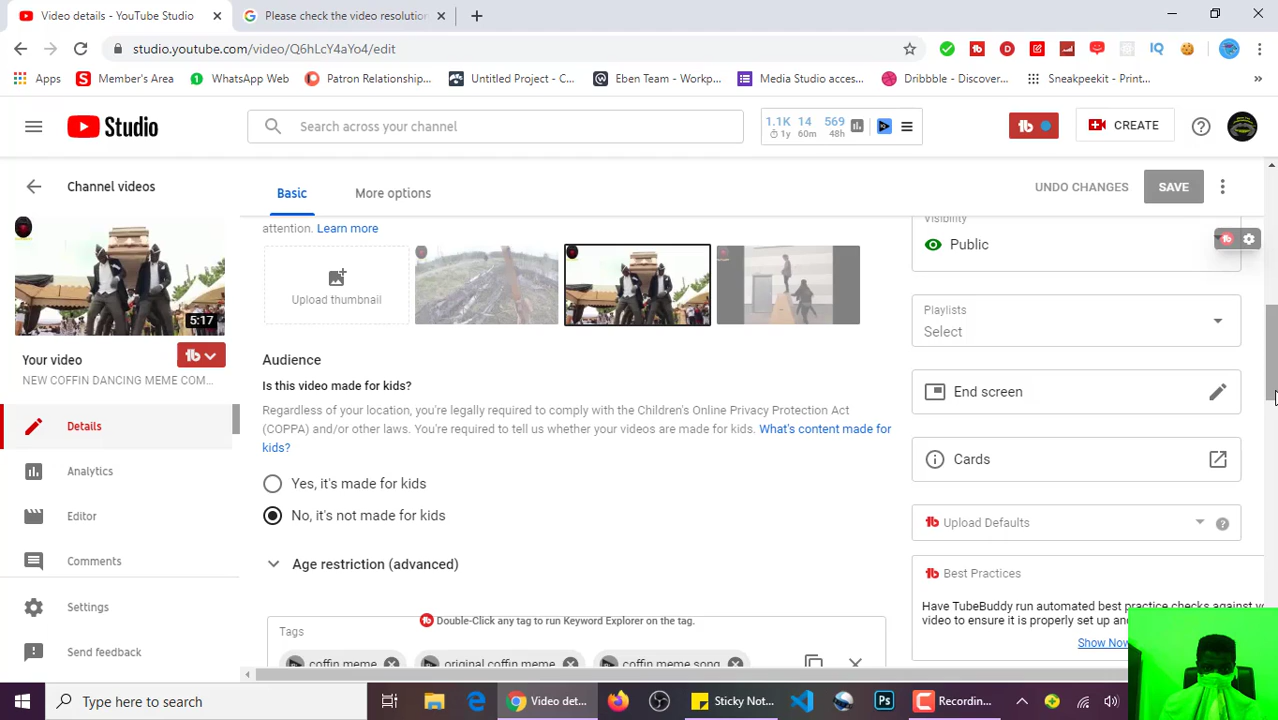 Video details - YouTube Studio
Please check the video resolutio
studio.youtube.com/video/Q6hLcY4aYo4/edit
Apps
Member's Area
WhatsApp Web
Patron Relationship...
Untitled Project - C...
Eben Team - Workp...
Media Studio acces...
Dribbble - Discover...
Sneakpeekit - Print...
»
Studio
Search across your channel
1.1K 14 569
1y 60m 48h
CREATE
Channel videos
Basic
More options
UNDO CHANGES
SAVE
attention. Learn more
Visibility
Public
Upload thumbnail
5:17
Playlists
Select
Your video
NEW COFFIN DANCING MEME COM...
Audience
Is this video made for kids?
Regardless of your location, you're legally required to comply with the Children's Online Privacy Protection Act
(COPPA) and/or other laws. You're required to tell us whether your videos are made for kids. What's content made for
kids?
End screen
Details
Cards
Analytics
Yes, it's made for kids
Editor
No, it's not made for kids
Upload Defaults
Comments
Age restriction (advanced)
Best Practices
Settings
Double-Click any tag to run Keyword Explorer on the tag.
Have TubeBuddy run automated best practice checks against
video to ensure it is properly set up and
Tags
Show Now
Send feedback
coffin meme
original coffin meme
coffin meme song
Type here to search
Video det...
Sticky Not...
Recording...